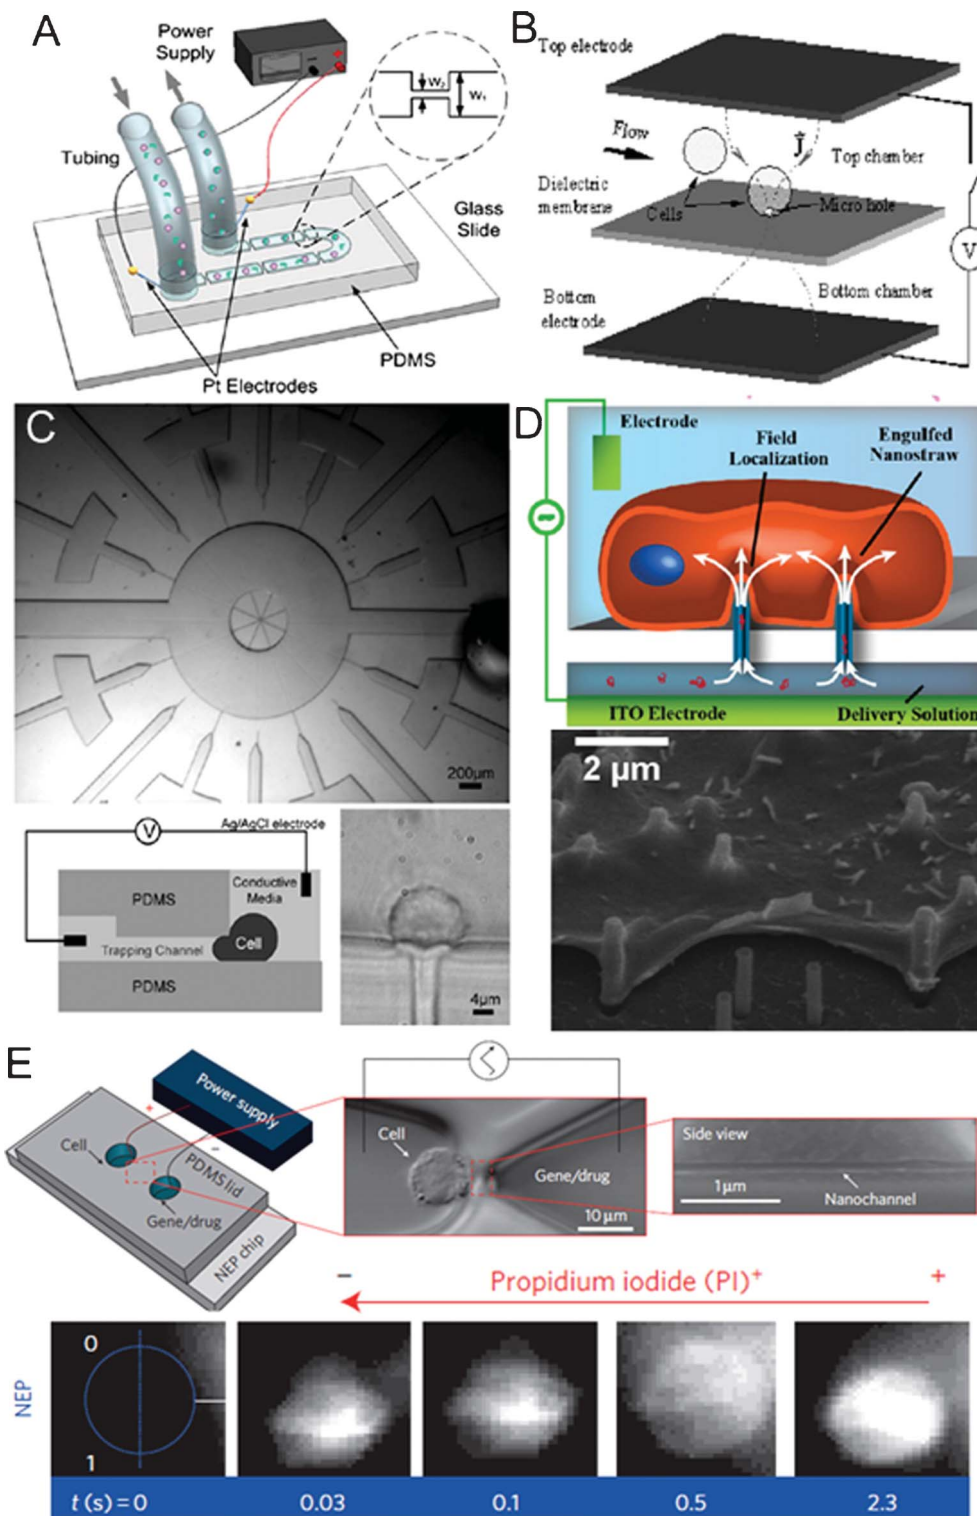 A
Power
Supply
− +
w₂
w₁
Tubing
Glass
Slide
PDMS
Pt Electrodes
B
Top electrode
Flow
J
Top chamber
Dielectric
membrane
Cells
Micro hole
V
Bottom
electrode
Bottom chamber
C
200μm
V
Ag/AgCl electrode
PDMS
Conductive
Media
Trapping Channel
Cell
PDMS
4μm
D
Electrode
Field
Localization
Engulfed
Nanostraw
ITO Electrode
Delivery Solution
2 μm
E
Power supply
+
−
Cell
PDMS lid
Gene/drug
NEP chip
Cell
Gene/drug
10 μm
Side view
1μm
Nanochannel
− Propidium iodide (PI)⁺ +
NEP
0
1
t (s) = 0 0.03 0.1 0.5 2.3